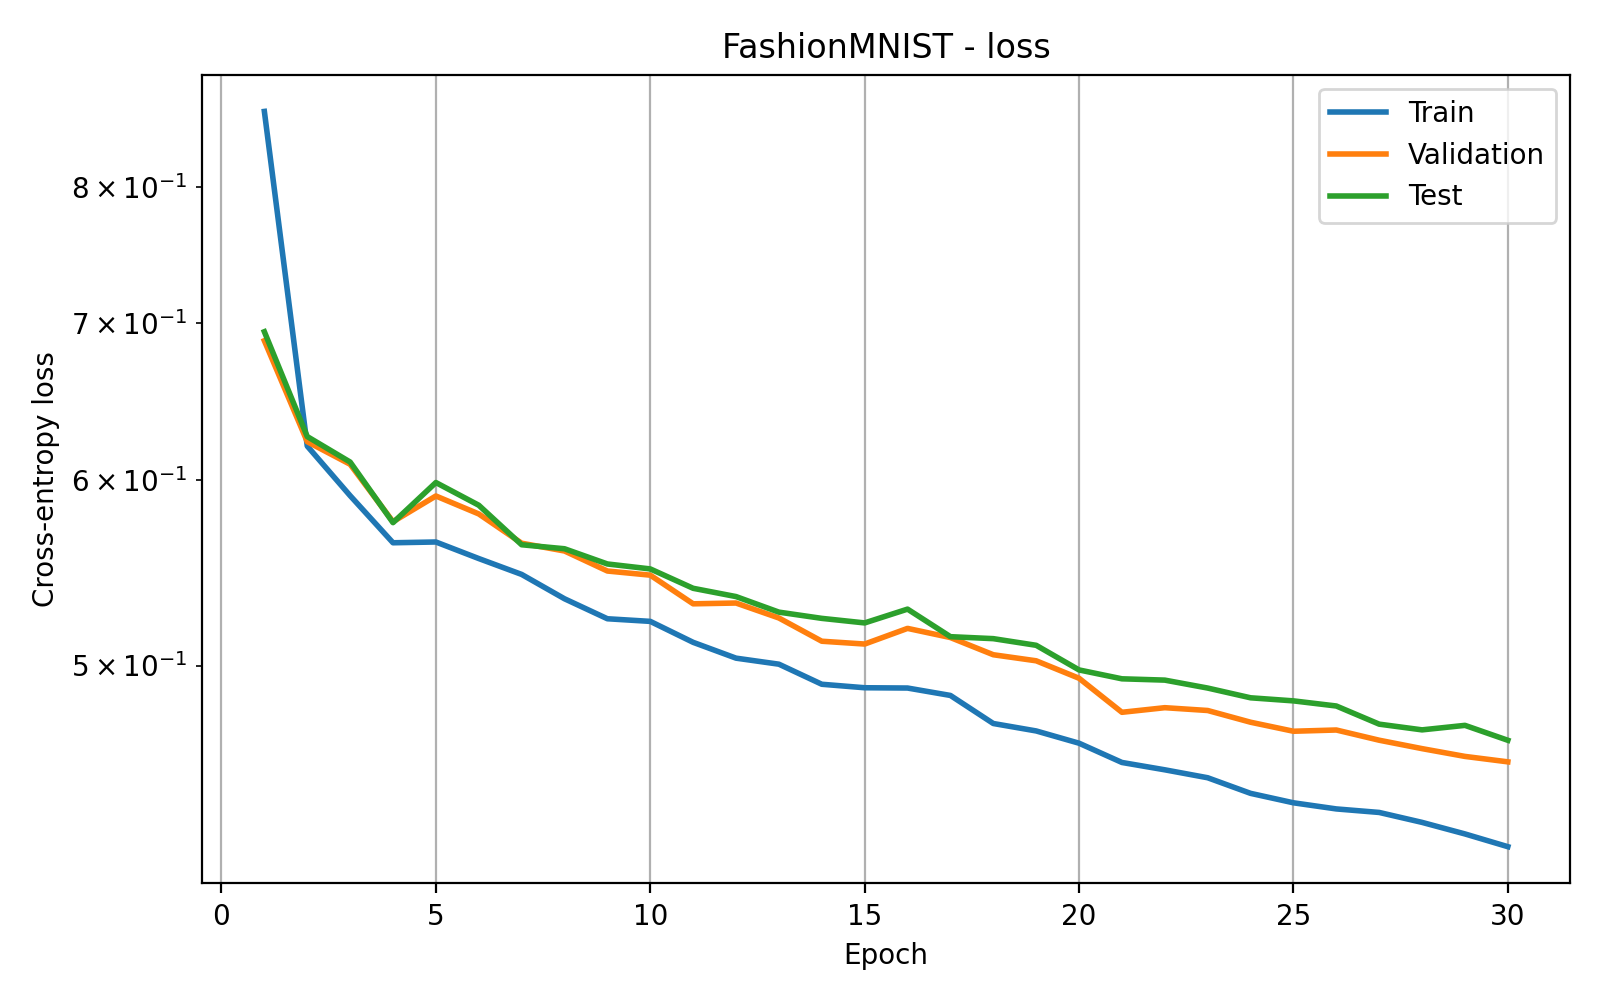 FashionMNIST - loss
Cross-entropy loss
8 × 10⁻¹
7 × 10⁻¹
6 × 10⁻¹
5 × 10⁻¹
Train
Validation
Test
0 5 10 15 20 25 30
Epoch